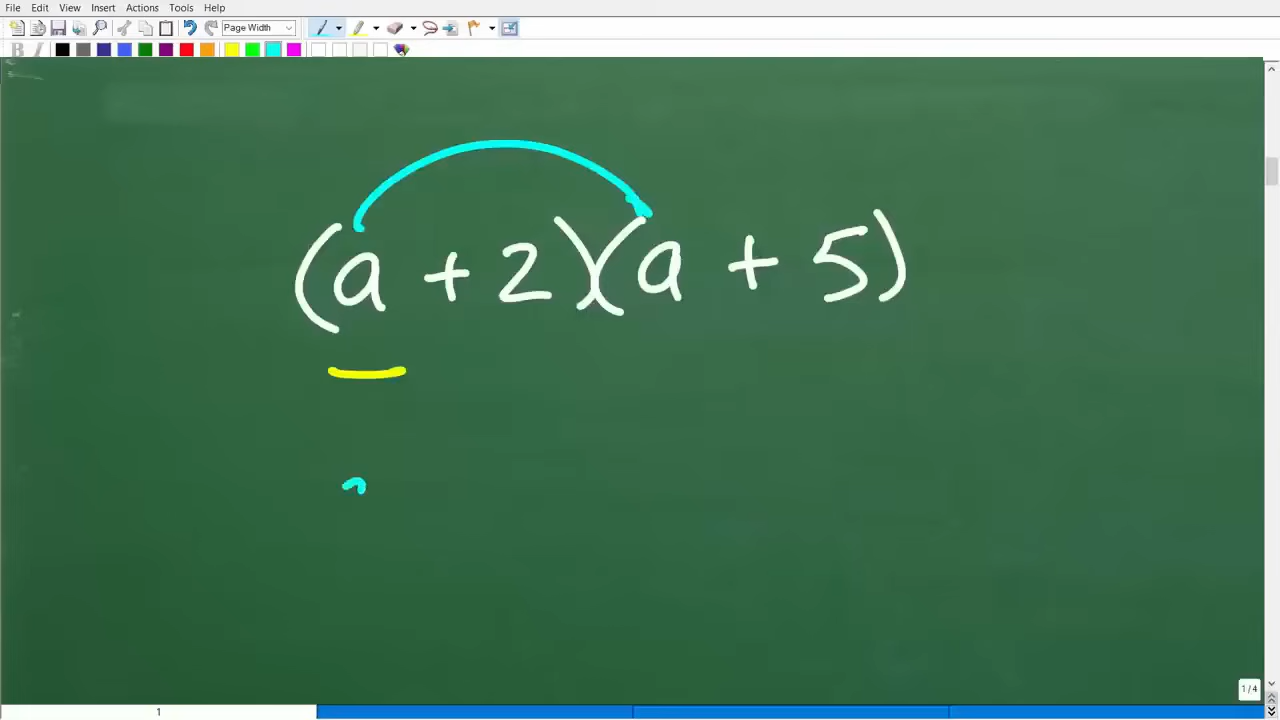 File Edit View Insert Actions Tools Help
Page Width
B I
(a + 2)(a + 5)
1/4
1